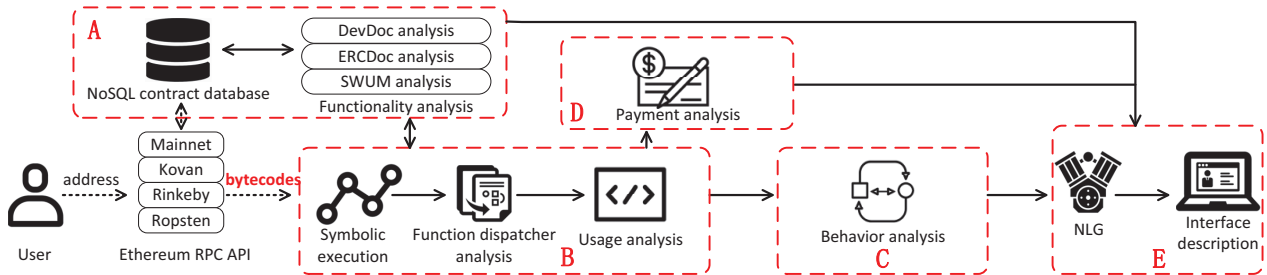 A
NoSQL contract database
DevDoc analysis
ERCDoc analysis
SWUM analysis
Functionality analysis
$
D
Payment analysis
User
address
Mainnet
Kovan
Rinkeby
Ropsten
Ethereum RPC API
bytecodes
Symbolic
execution
Function dispatcher
analysis
</>
Usage analysis
B
Behavior analysis
C
NLG
Interface
description
E